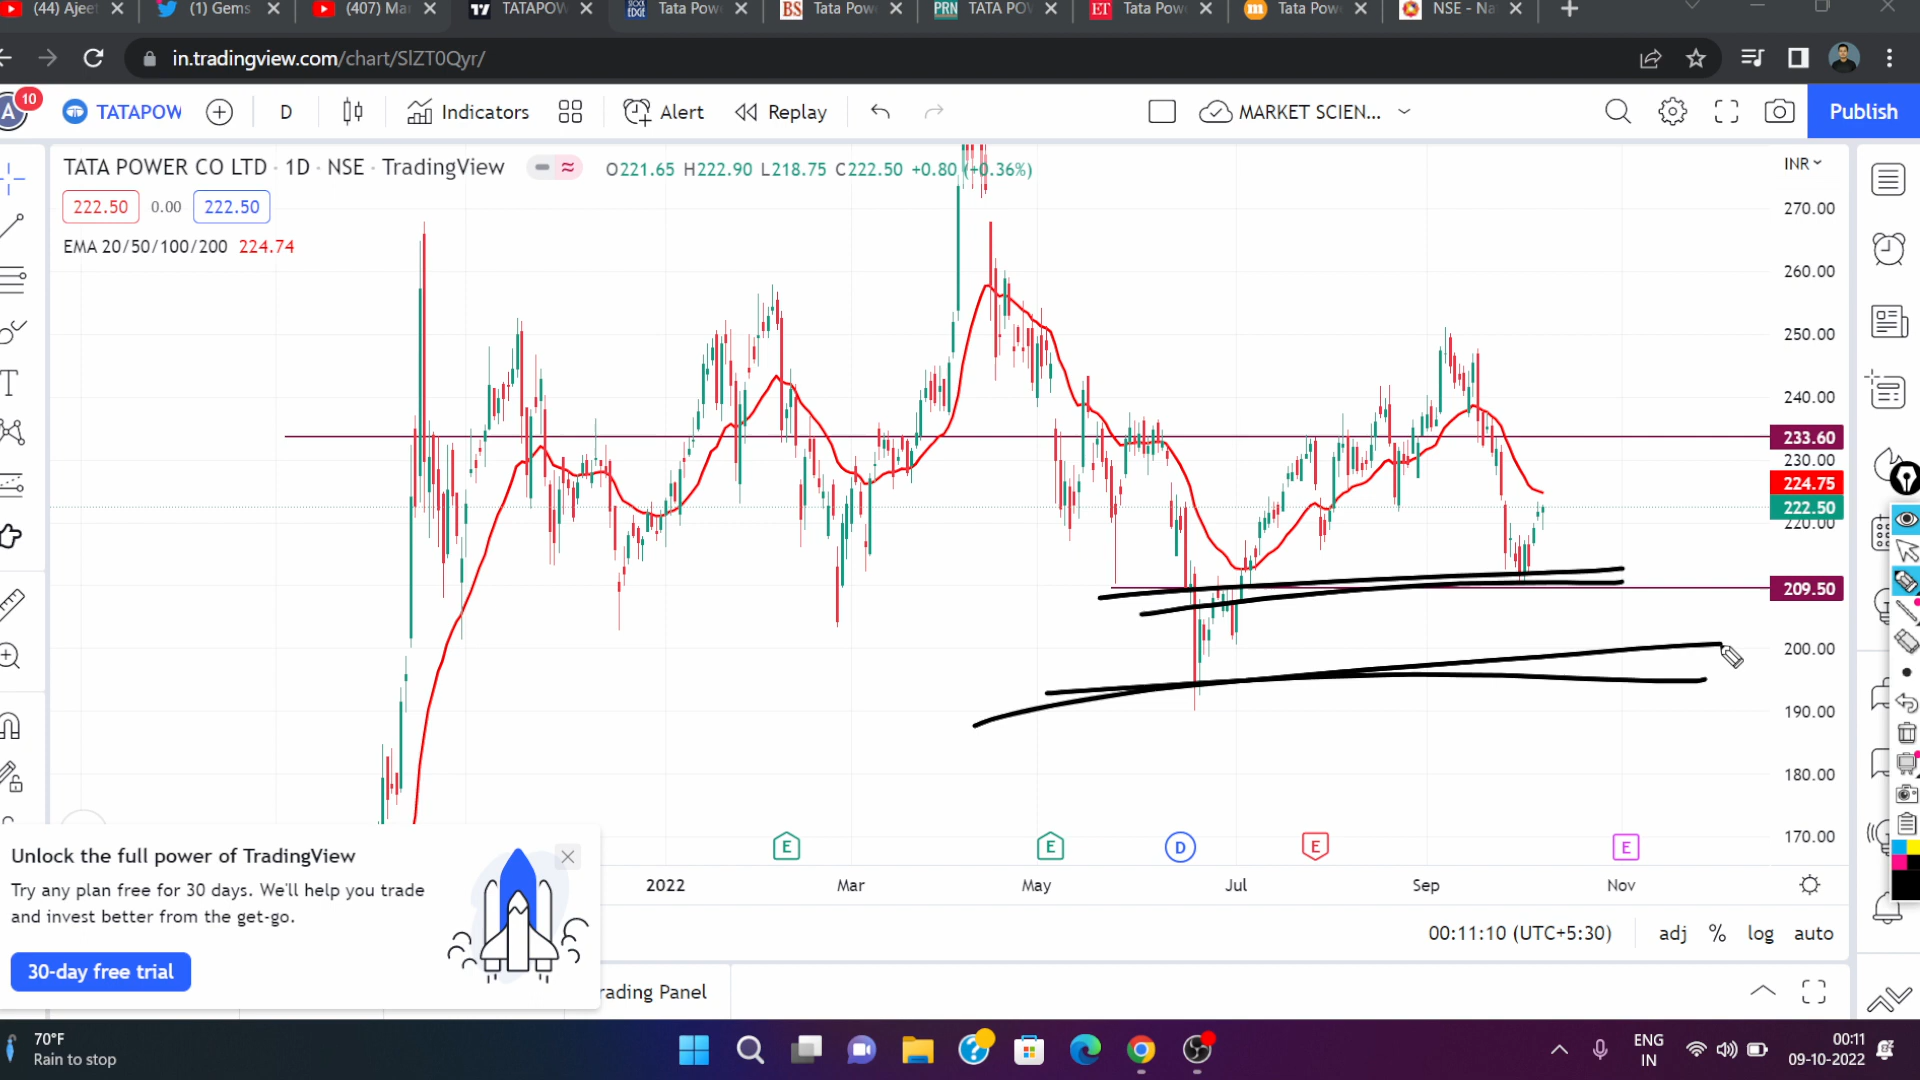 (44) Ajeet
(1) Gems
(407) Mar
TATAPOW
Tata Pow
BS Tata Pow
PRN TATA POW
ET Tata Pow
m Tata Pow
NSE - Na
in.tradingview.com/chart/SlZT0Qyr/
A 10
TATAPOW
D
Indicators
Alert
Replay
MARKET SCIEN...
Publish
TATA POWER CO LTD · 1D · NSE · TradingView
O221.65 H222.90 L218.75 C222.50 +0.80 (+0.36%)
INR
222.50 0.00 222.50
EMA 20/50/100/200 224.74
270.00
260.00
250.00
240.00
233.60
230.00
224.75
222.50
220.00
209.50
200.00
190.00
180.00
170.00
E E D E E
2022 Mar May Jul Sep Nov
Unlock the full power of TradingView
Try any plan free for 30 days. We'll help you trade
and invest better from the get-go.
30-day free trial
00:11:10 (UTC+5:30) adj % log auto
rading Panel
70°F
Rain to stop
ENG
IN
00:11
09-10-2022